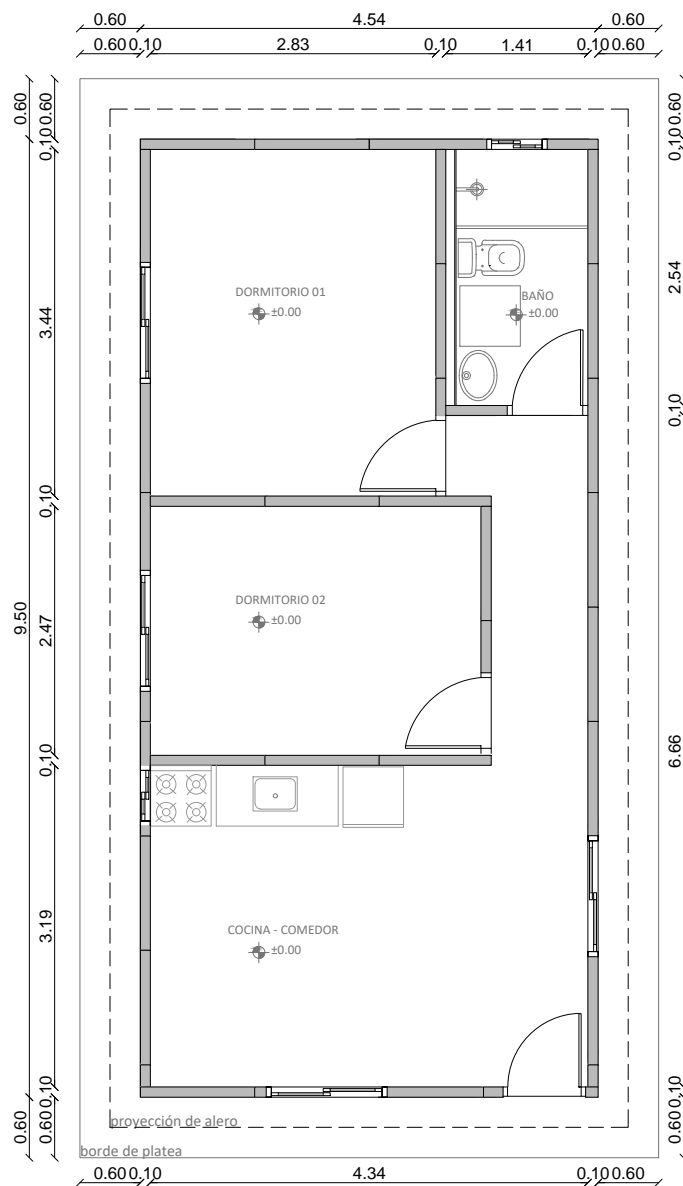 0.60 4.54 0.60
0.60 0.10 2.83 0.10 1.41 0.10 0.60
0.60 0.60
0.10
3.44
0.10
9.50
2.47
0.10
3.19
0.10
0.60 0.60
0.60
0.10
2.54
0.10
6.66
0.10
0.60
DORMITORIO 01
±0.00
BAÑO
±0.00
DORMITORIO 02
±0.00
COCINA - COMEDOR
±0.00
proyección de alero
borde de platea
0.60 0.10 4.34 0.10 0.60